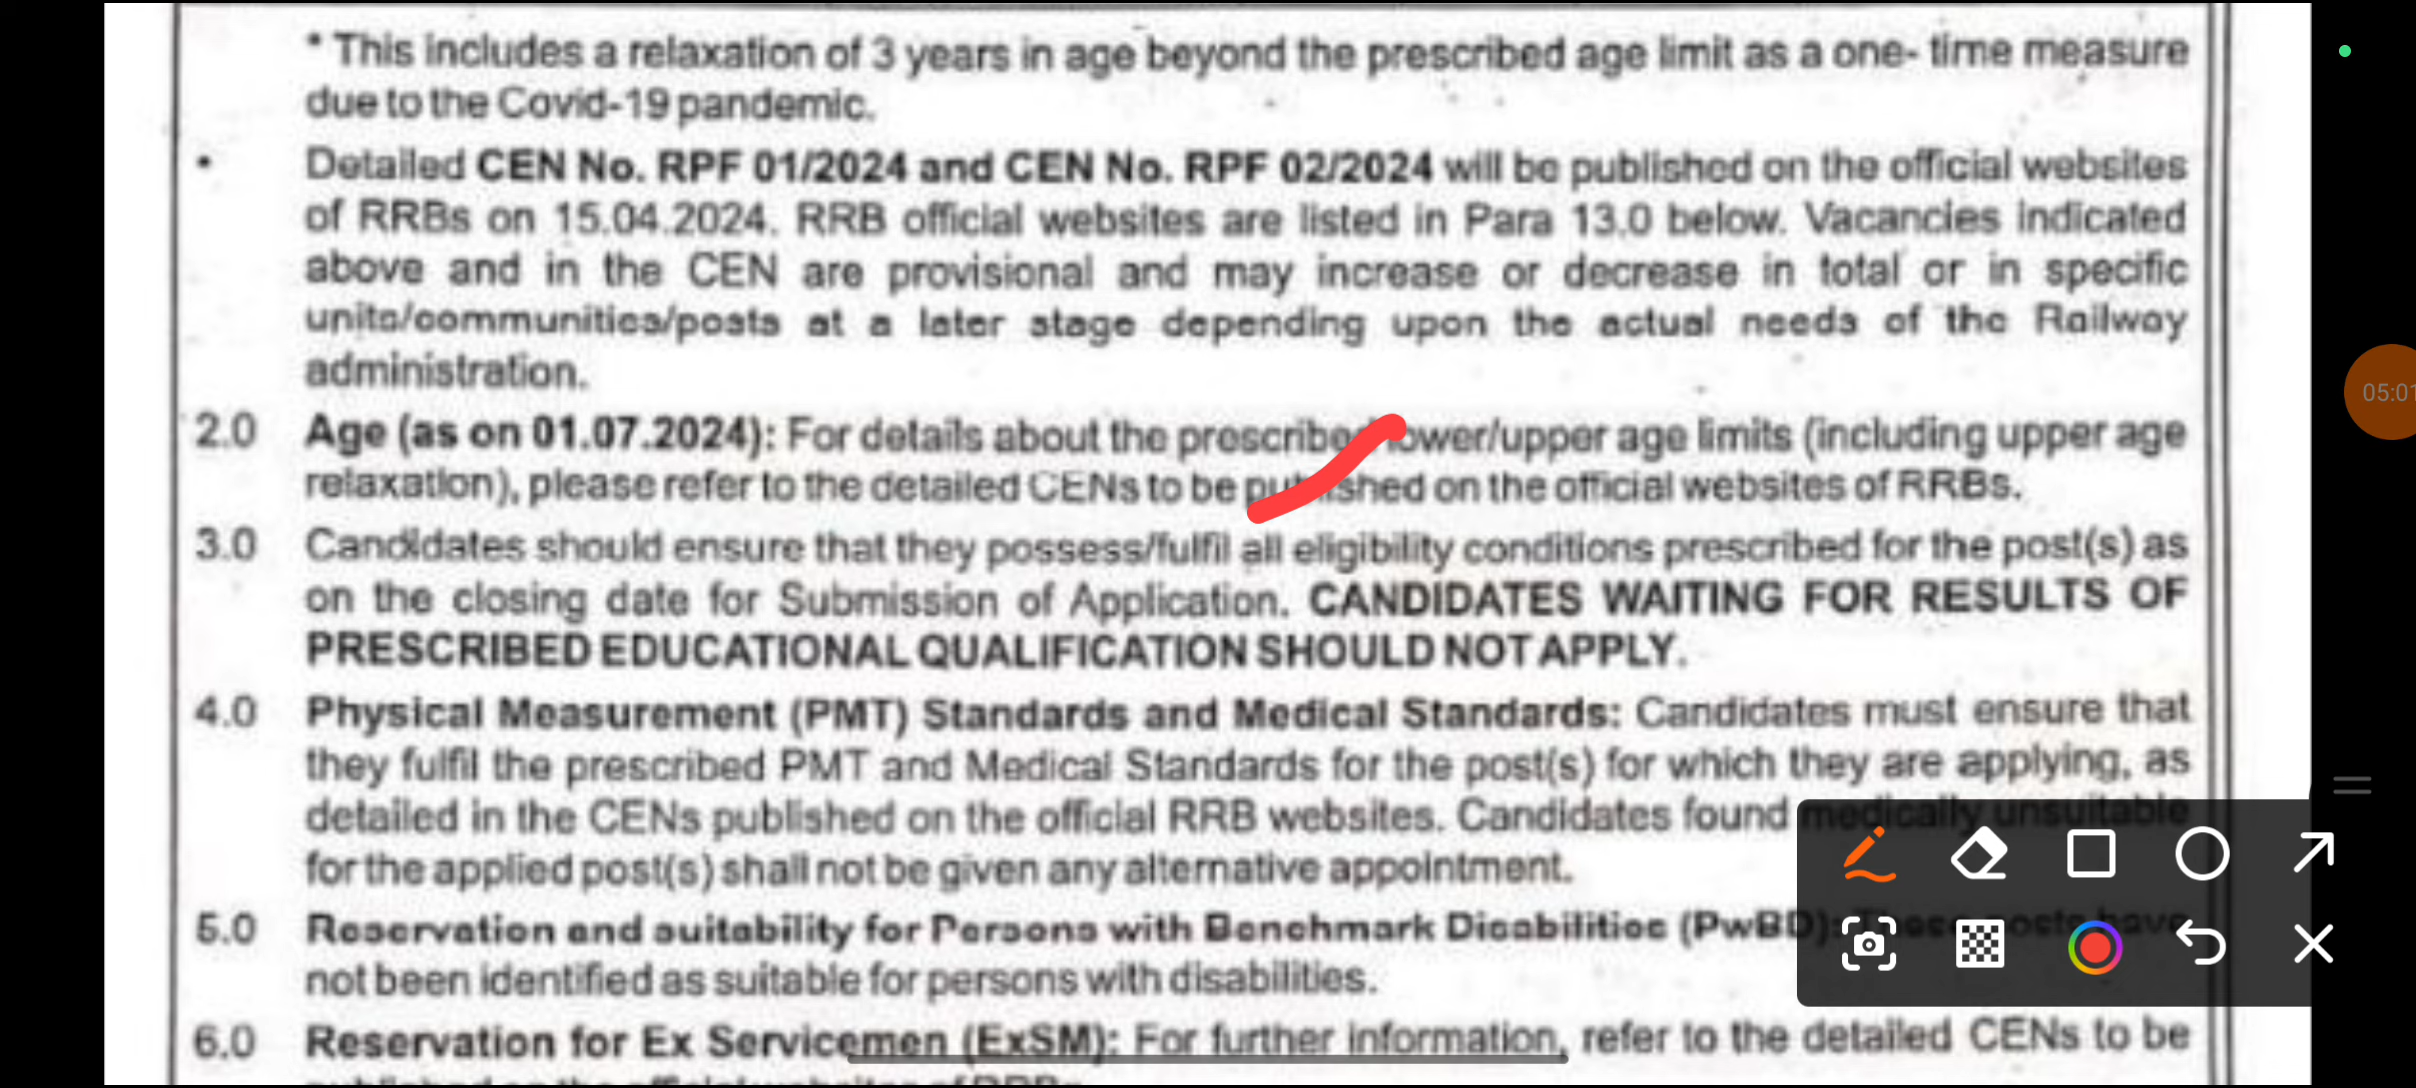 * This includes a relaxation of 3 years in age beyond the prescribed age limit as a one- time measure
due to the Covid-19 pandemic.
• Detailed CEN No. RPF 01/2024 and CEN No. RPF 02/2024 will be published on the official websites
of RRBs on 15.04.2024. RRB official websites are listed in Para 13.0 below. Vacancies indicated
above and in the CEN are provisional and may increase or decrease in total or in specific
units/communities/posts at a later stage depending upon the actual needs of the Railway
administration.
2.0 Age (as on 01.07.2024): For details about the prescribed lower/upper age limits (including upper age
relaxation), please refer to the detailed CENs to be published on the official websites of RRBs.
3.0 Candidates should ensure that they possess/fulfil all eligibility conditions prescribed for the post(s) as
on the closing date for Submission of Application. CANDIDATES WAITING FOR RESULTS OF
PRESCRIBED EDUCATIONAL QUALIFICATION SHOULD NOT APPLY.
4.0 Physical Measurement (PMT) Standards and Medical Standards: Candidates must ensure that
they fulfil the prescribed PMT and Medical Standards for the post(s) for which they are applying, as
detailed in the CENs published on the official RRB websites. Candidates found medically unsuitable
for the applied post(s) shall not be given any alternative appointment.
5.0 Reservation and suitability for Persons with Benchmark Disabilities (PwBD): These posts have
not been identified as suitable for persons with disabilities.
6.0 Reservation for Ex Servicemen (ExSM): For further information, refer to the detailed CENs to be
05:01